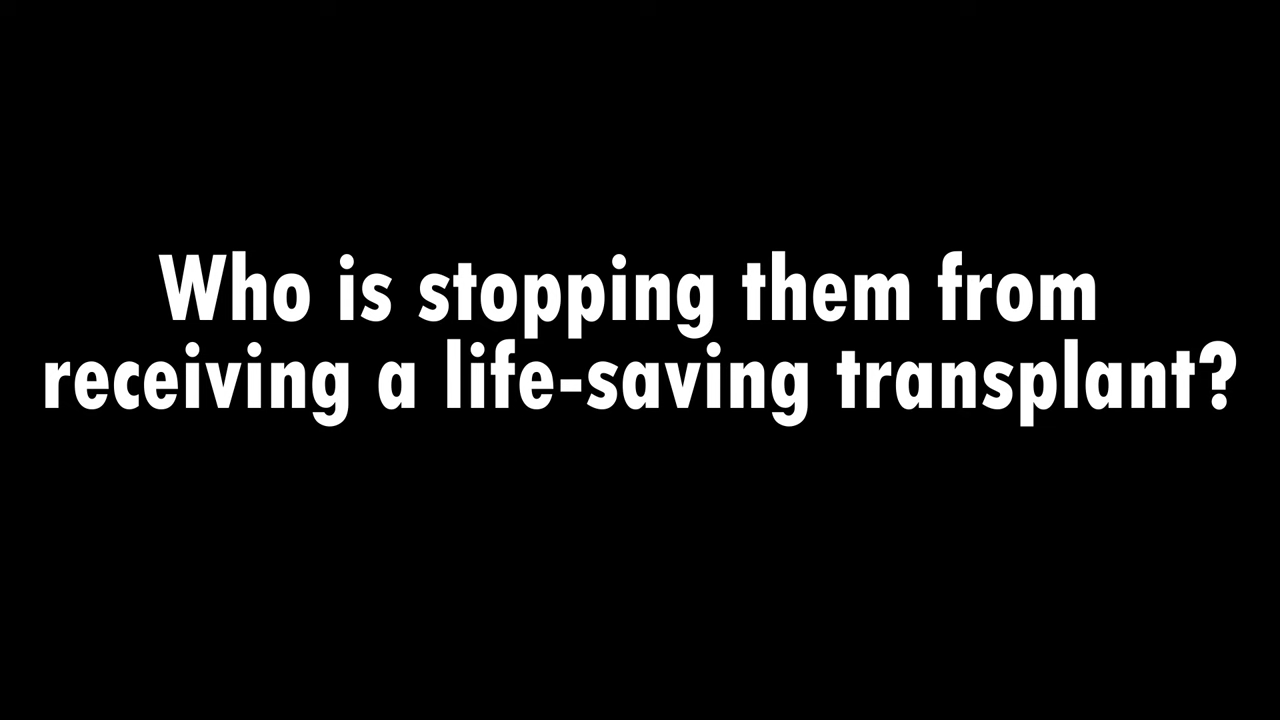 Who is stopping them from
receiving a life-saving transplant?